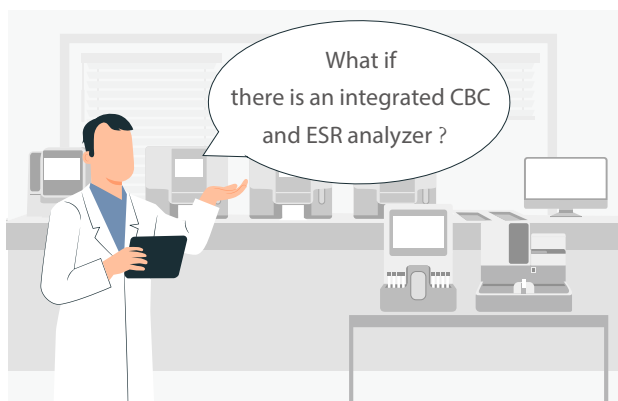 What if
there is an integrated CBC
and ESR analyzer ?